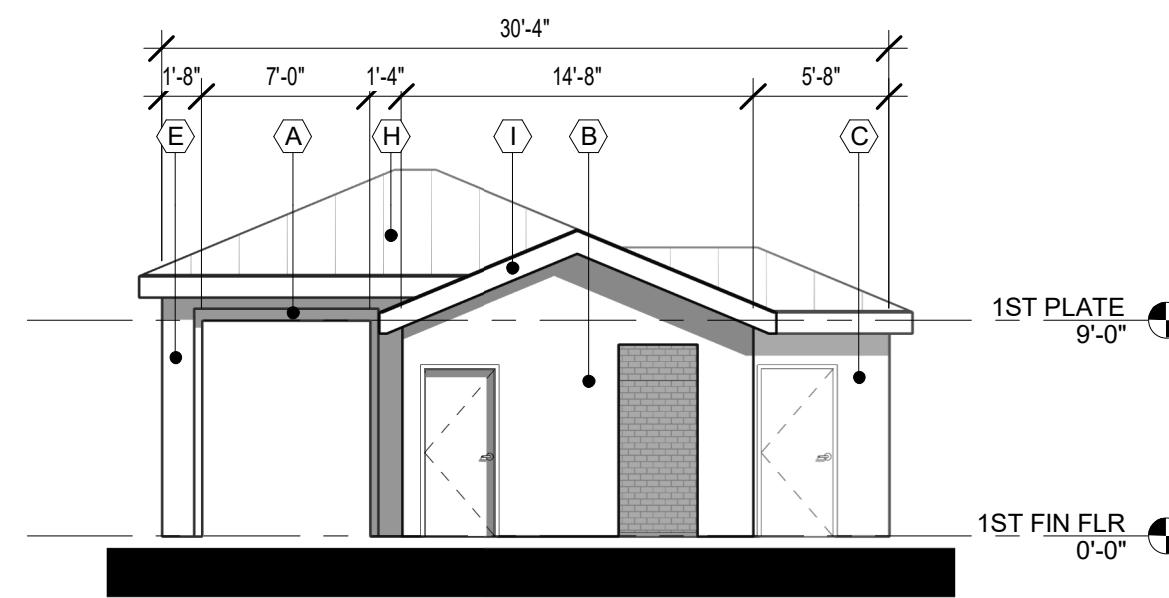 30'-4"
1'-8" 7'-0" 1'-4" 14'-8" 5'-8"
E A H I B C
1ST PLATE
9'-0"
1ST FIN FLR
0'-0"